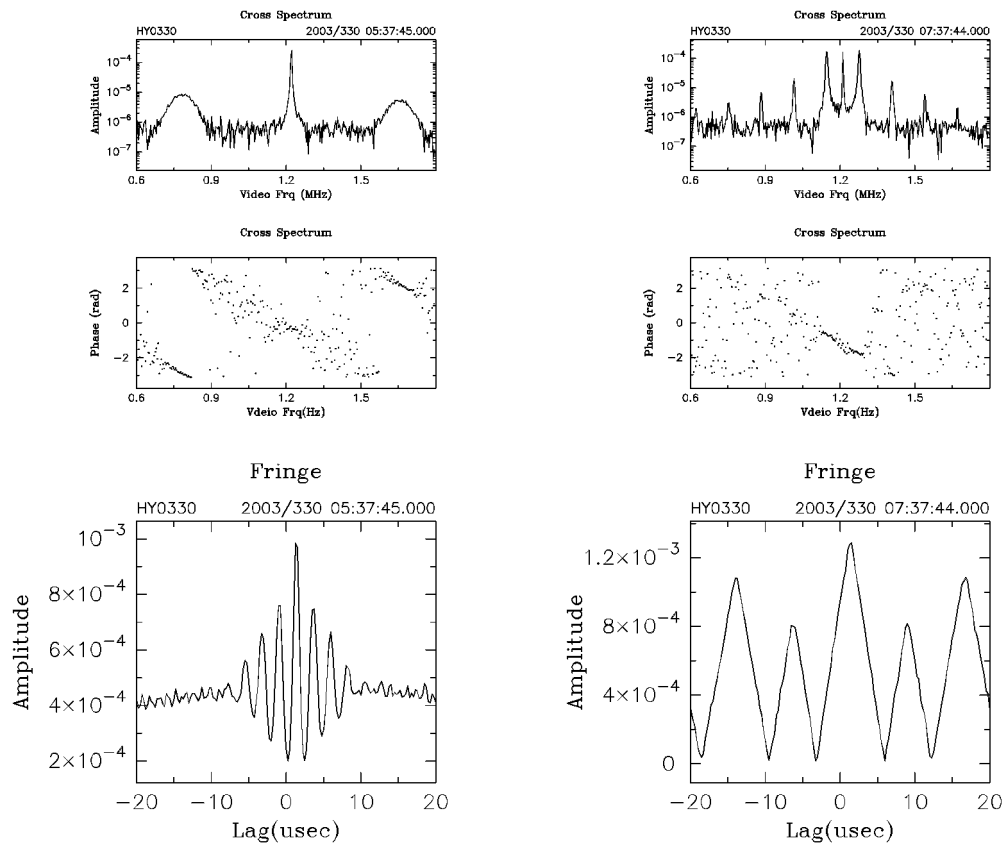 Cross Spectrum
HY0330 2003/330 05:37:45.000
Amplitude
10⁻⁴
10⁻⁵
10⁻⁶
10⁻⁷
0.6 0.9 1.2 1.5
Video Frq (MHz)
Cross Spectrum
HY0330 2003/330 07:37:44.000
Amplitude
10⁻⁴
10⁻⁵
10⁻⁶
10⁻⁷
0.6 0.9 1.2 1.5
Video Frq (MHz)
Cross Spectrum
Phase (rad)
2
0
−2
0.6 0.9 1.2 1.5
Vdeio Frq(Hz)
Cross Spectrum
Phase (rad)
2
0
−2
0.6 0.9 1.2 1.5
Vdeio Frq(Hz)
Fringe
HY0330 2003/330 05:37:45.000
Amplitude
10⁻³
8×10⁻⁴
6×10⁻⁴
4×10⁻⁴
2×10⁻⁴
−20 −10 0 10 20
Lag(usec)
Fringe
HY0330 2003/330 07:37:44.000
Amplitude
1.2×10⁻³
8×10⁻⁴
4×10⁻⁴
0
−20 −10 0 10 20
Lag(usec)